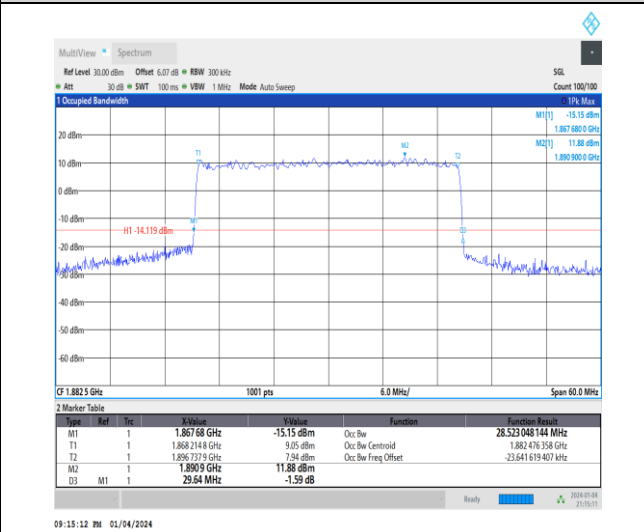 MultiView Spectrum
Ref Level 30.00 dBm Offset 6.07 dB RBW 300 kHz SGL
Att 30 dB SWT 100 ms VBW 1 MHz Mode Auto Sweep Count 100/100
1 Occupied Bandwidth 1Pk Max
M1[1] -15.15 dBm
1.867 680 0 GHz
M2[1] 11.88 dBm
1.890 900 0 GHz
20 dBm
M2
T1 T2
10 dBm
0 dBm
-10 dBm
M1
H1 -14.119 dBm
D3
-20 dBm
-30 dBm
-40 dBm
-50 dBm
-60 dBm
CF 1.882 5 GHz 1001 pts 6.0 MHz/ Span 60.0 MHz
2 Marker Table
Type Ref Trc X-Value Y-Value Function Function Result
M1 1 1.867 68 GHz -15.15 dBm Occ Bw 28.523 048 144 MHz
T1 1 1.868 214 8 GHz 9.05 dBm Occ Bw Centroid 1.882 476 358 GHz
T2 1 1.896 737 9 GHz 7.94 dBm Occ Bw Freq Offset -23.641 619 407 kHz
M2 1 1.890 9 GHz 11.88 dBm
D3 M1 1 29.64 MHz -1.59 dB
Ready 2024-01-04
21:15:11
09:15:12 PM 01/04/2024